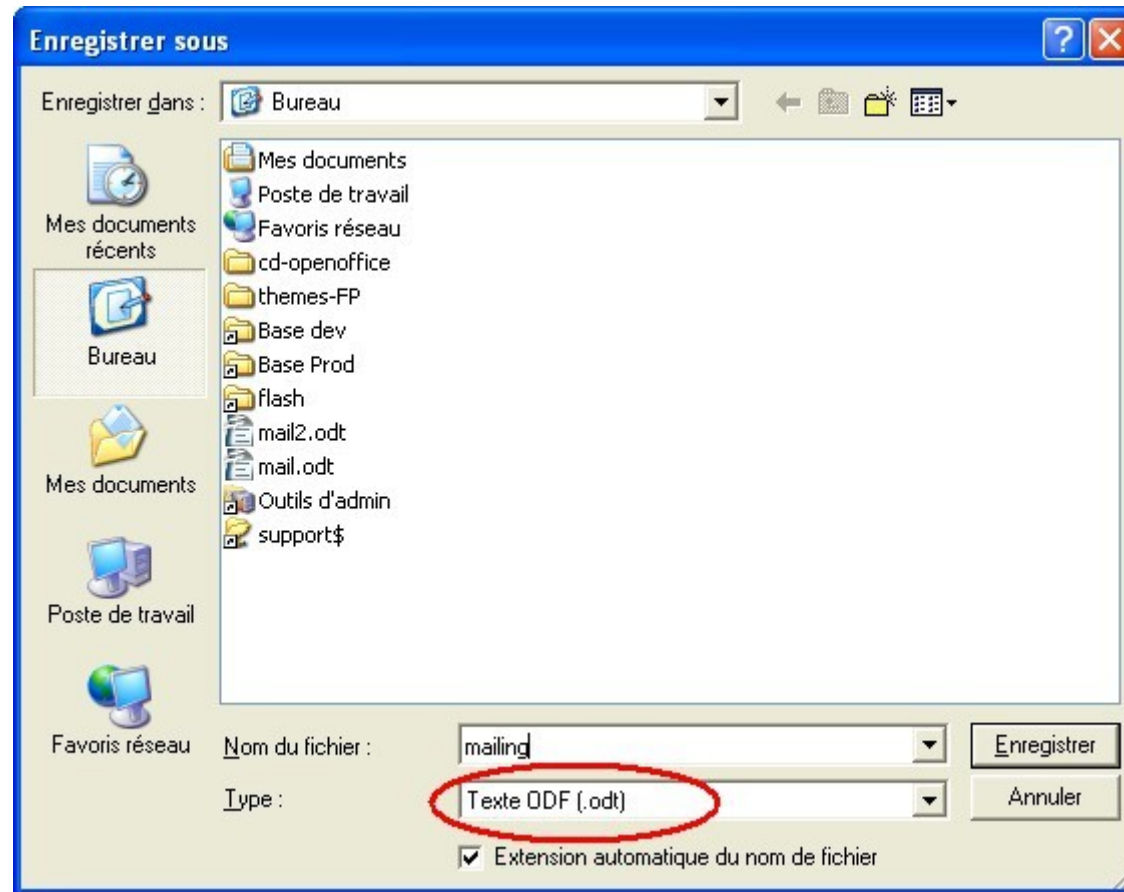 Enregistrer sous
Enregistrer dans : Bureau
Mes documents récents
Bureau
Mes documents
Poste de travail
Favoris réseau
Mes documents
Poste de travail
Favoris réseau
cd-openoffice
themes-FP
Base dev
Base Prod
flash
mail2.odt
mail.odt
Outils d'admin
support$
Nom du fichier : mailing Enregistrer
Type : Texte ODF (.odt) Annuler
Extension automatique du nom de fichier